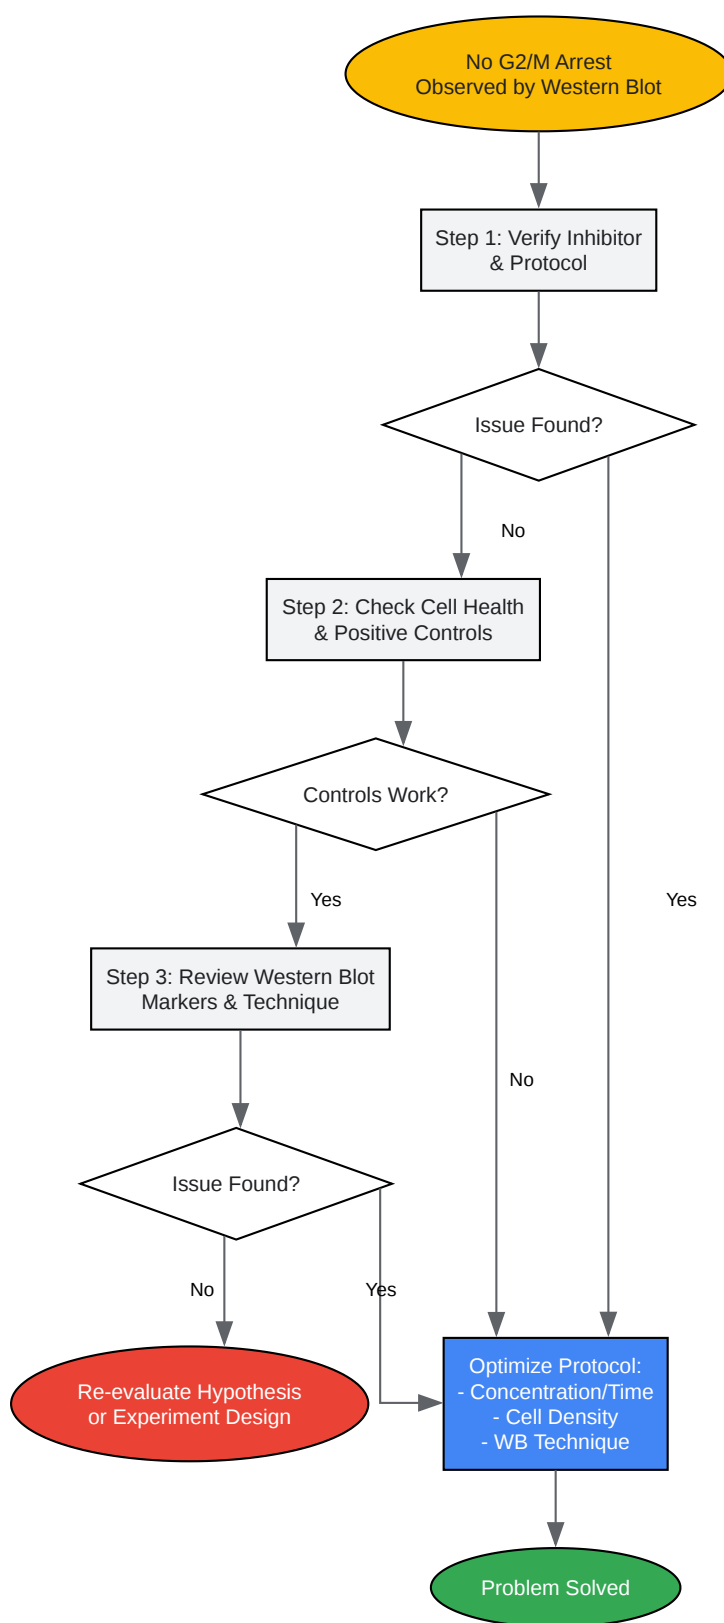 No G2/M Arrest
Observed by Western Blot
Step 1: Verify Inhibitor
& Protocol
Issue Found?
No
Step 2: Check Cell Health
& Positive Controls
Controls Work?
Yes
Yes
Step 3: Review Western Blot
Markers & Technique
No
Issue Found?
No
Yes
Re-evaluate Hypothesis
or Experiment Design
Optimize Protocol:
- Concentration/Time
- Cell Density
- WB Technique
Problem Solved